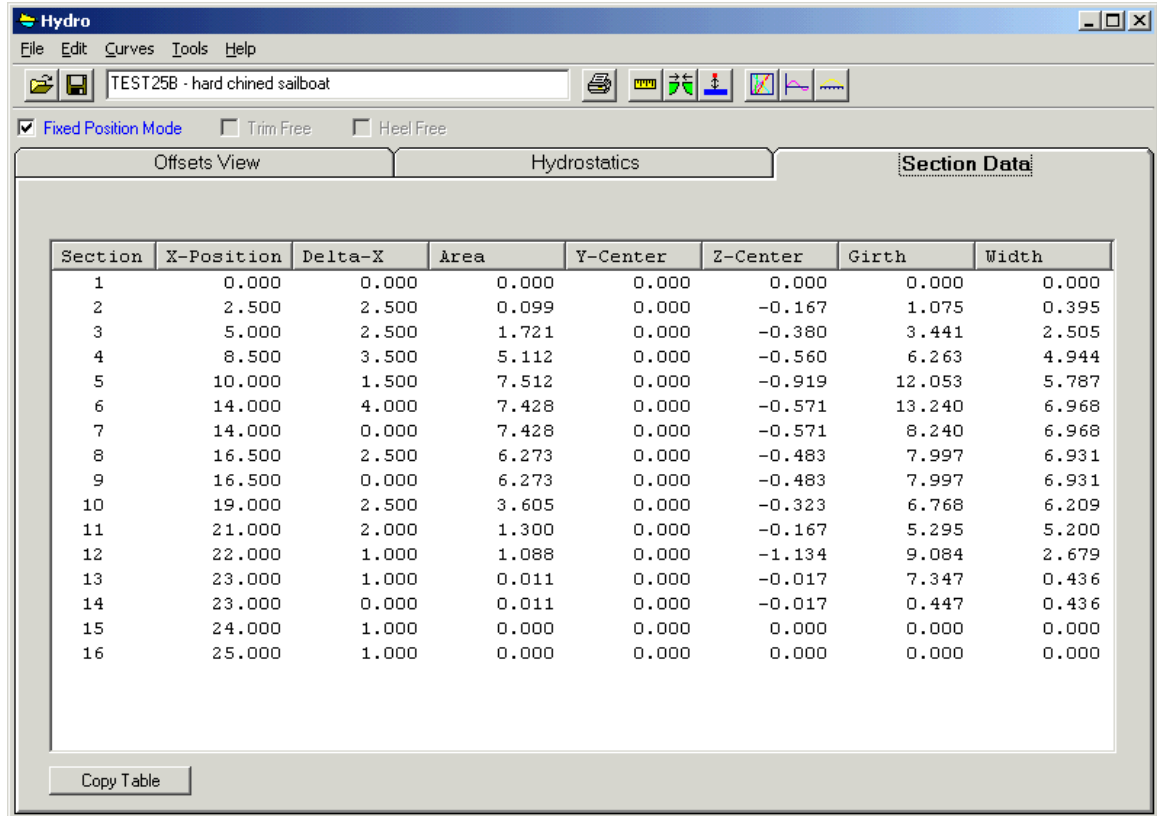 Hydro
File Edit Curves Tools Help
TEST25B - hard chined sailboat
Fixed Position Mode Trim Free Heel Free
Offsets View Hydrostatics Section Data
Section X-Position Delta-X Area Y-Center Z-Center Girth Width
1 0.000 0.000 0.000 0.000 0.000 0.000 0.000
2 2.500 2.500 0.099 0.000 -0.167 1.075 0.395
3 5.000 2.500 1.721 0.000 -0.380 3.441 2.505
4 8.500 3.500 5.112 0.000 -0.560 6.263 4.944
5 10.000 1.500 7.512 0.000 -0.919 12.053 5.787
6 14.000 4.000 7.428 0.000 -0.571 13.240 6.968
7 14.000 0.000 7.428 0.000 -0.571 8.240 6.968
8 16.500 2.500 6.273 0.000 -0.483 7.997 6.931
9 16.500 0.000 6.273 0.000 -0.483 7.997 6.931
10 19.000 2.500 3.605 0.000 -0.323 6.768 6.209
11 21.000 2.000 1.300 0.000 -0.167 5.295 5.200
12 22.000 1.000 1.088 0.000 -1.134 9.084 2.679
13 23.000 1.000 0.011 0.000 -0.017 7.347 0.436
14 23.000 0.000 0.011 0.000 -0.017 0.447 0.436
15 24.000 1.000 0.000 0.000 0.000 0.000 0.000
16 25.000 1.000 0.000 0.000 0.000 0.000 0.000
Copy Table